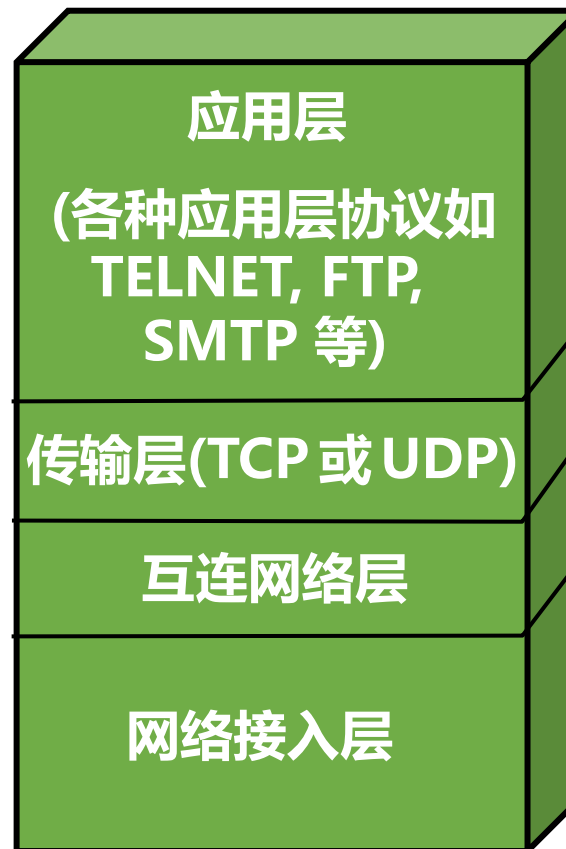 应用层
(各种应用层协议如
TELNET, FTP,
SMTP 等)
传输层(TCP 或 UDP)
互连网络层
网络接入层